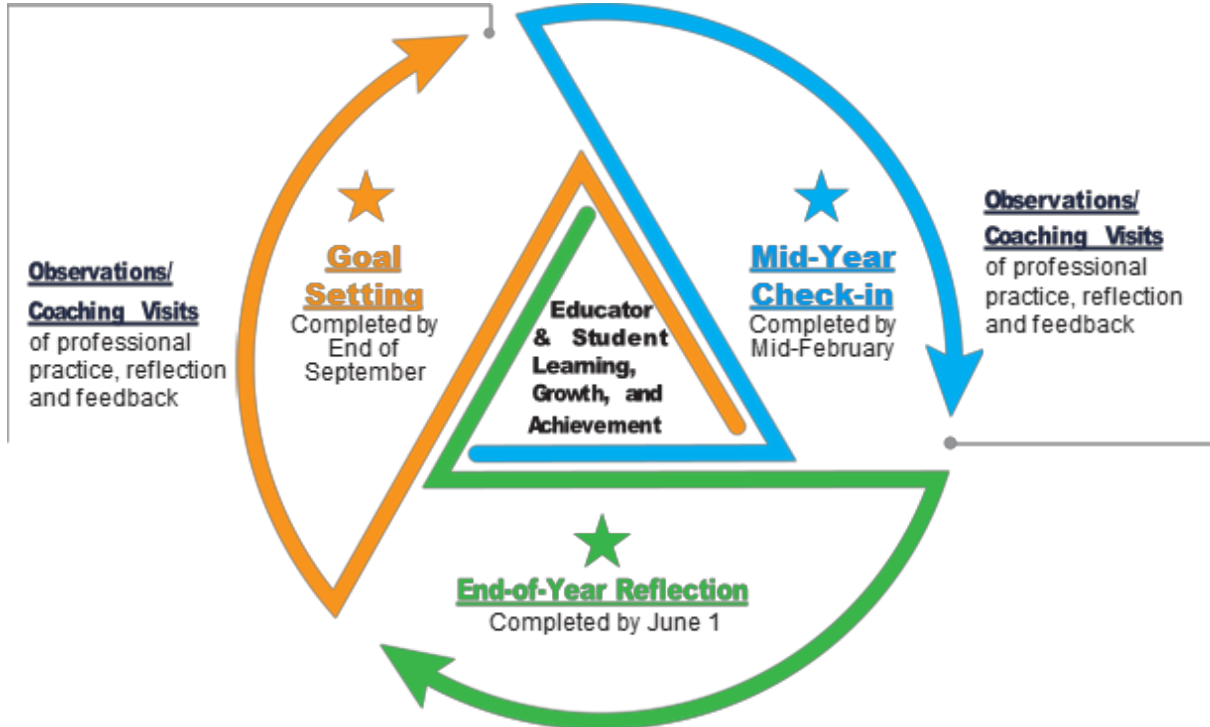 Observations/
Coaching Visits
of professional
practice, reflection
and feedback
Goal
Setting
Completed by
End of
September
Educator
& Student
Learning,
Growth, and
Achievement
Mid-Year
Check-in
Completed by
Mid-February
Observations/
Coaching Visits
of professional
practice, reflection
and feedback
End-of-Year Reflection
Completed by June 1